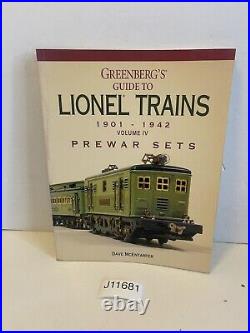 GREENBERG'S®
GUIDE TO
LIONEL TRAINS
1901 - 1942
VOLUME IV
PREWAR SETS
DAVE MCENTARFER
J11681